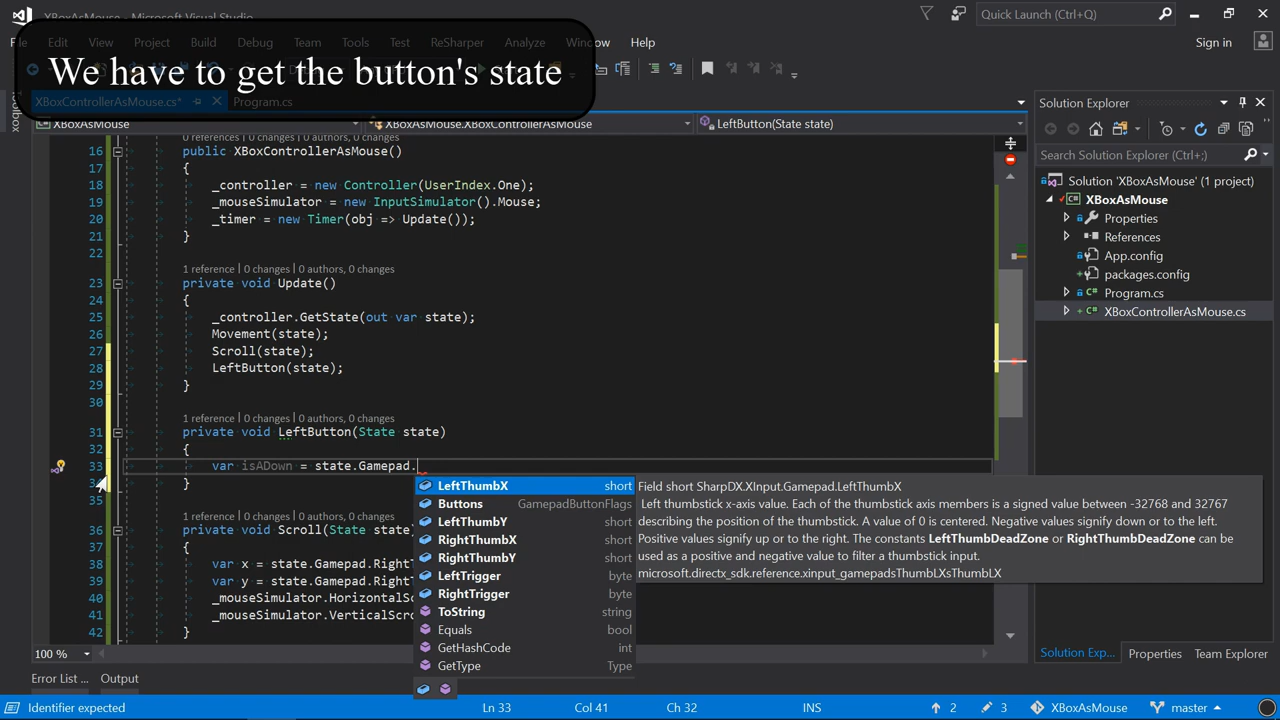 XBoxAsMouse - Microsoft Visual Studio
Quick Launch (Ctrl+Q)
File Edit View Project Build Debug Team Tools Test ReSharper Analyze Window Help
Sign in
We have to get the button's state
XBoxControllerAsMouse.cs* Program.cs
Solution Explorer
XBoxAsMouse XBoxAsMouse.XBoxControllerAsMouse LeftButton(State state)
Toolbox
Search Solution Explorer (Ctrl+;)
Solution 'XBoxAsMouse' (1 project)
XBoxAsMouse
Properties
References
App.config
packages.config
Program.cs
XBoxControllerAsMouse.cs
0 references | 0 changes | 0 authors, 0 changes
16 public XBoxControllerAsMouse()
17 {
18 _controller = new Controller(UserIndex.One);
19 _mouseSimulator = new InputSimulator().Mouse;
20 _timer = new Timer(obj => Update());
21 }
22
1 reference | 0 changes | 0 authors, 0 changes
23 private void Update()
24 {
25 _controller.GetState(out var state);
26 Movement(state);
27 Scroll(state);
28 LeftButton(state);
29 }
30
1 reference | 0 changes | 0 authors, 0 changes
31 private void LeftButton(State state)
32 {
33 var isADown = state.Gamepad.
34 }
35
1 reference | 0 changes | 0 authors, 0 changes
36 private void Scroll(State state)
37 {
38 var x = state.Gamepad.RightT
39 var y = state.Gamepad.RightT
40 _mouseSimulator.HorizontalSc
41 _mouseSimulator.VerticalScro
42 }
LeftThumbX short
Buttons GamepadButtonFlags
LeftThumbY short
RightThumbX short
RightThumbY short
LeftTrigger byte
RightTrigger byte
ToString string
Equals bool
GetHashCode int
GetType Type
Field short SharpDX.XInput.Gamepad.LeftThumbX
Left thumbstick x-axis value. Each of the thumbstick axis members is a signed value between -32768 and 32767
describing the position of the thumbstick. A value of 0 is centered. Negative values signify down or to the left.
Positive values signify up or to the right. The constants LeftThumbDeadZone or RightThumbDeadZone can be
used as a positive and negative value to filter a thumbstick input.
microsoft.directx_sdk.reference.xinput_gamepadsThumbLXsThumbLX
100 %
Solution Exp... Properties Team Explorer
Error List ... Output
Identifier expected Ln 33 Col 41 Ch 32 INS 2 3 XBoxAsMouse master